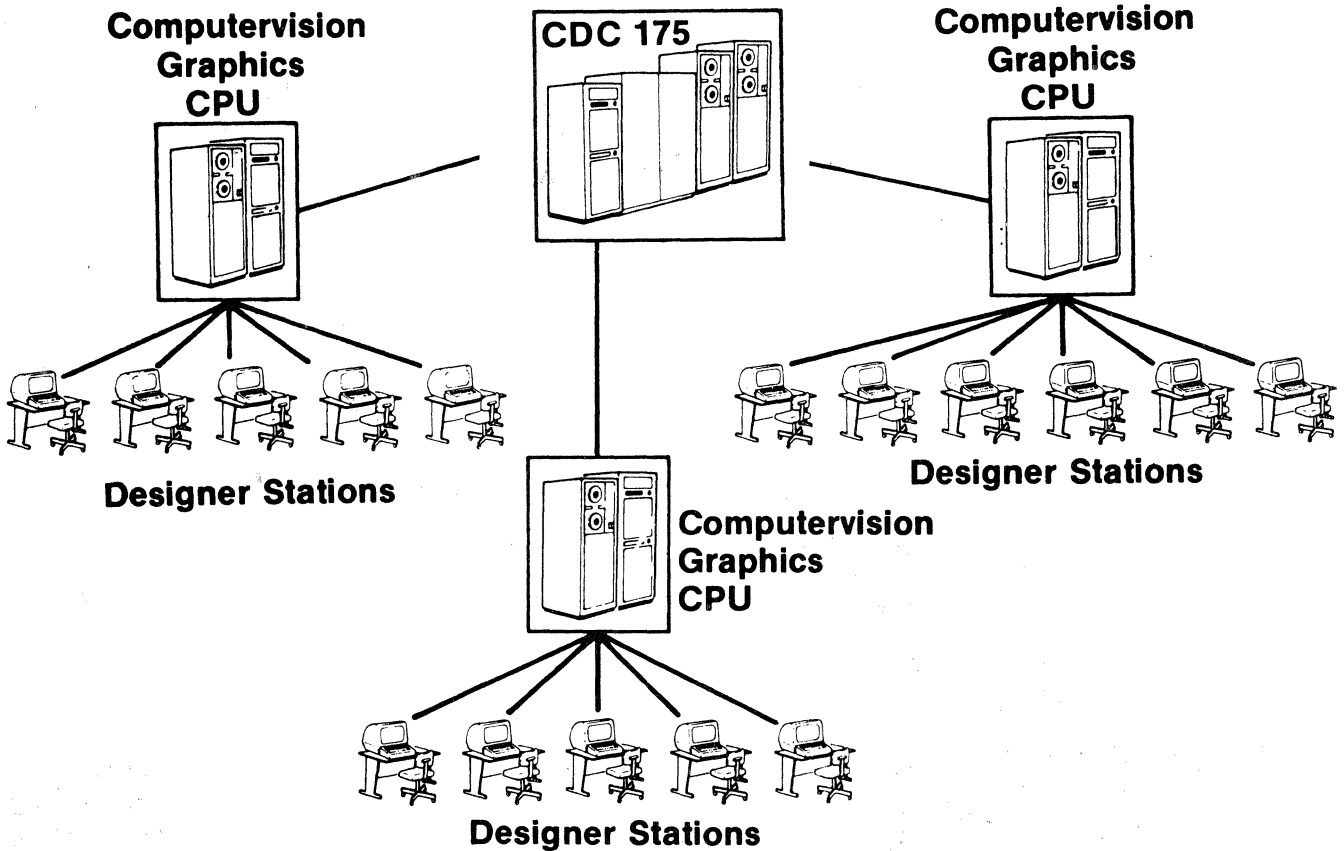 Computervision
Graphics
CPU
CDC 175
Computervision
Graphics
CPU
Designer Stations
Designer Stations
Computervision
Graphics
CPU
Designer Stations